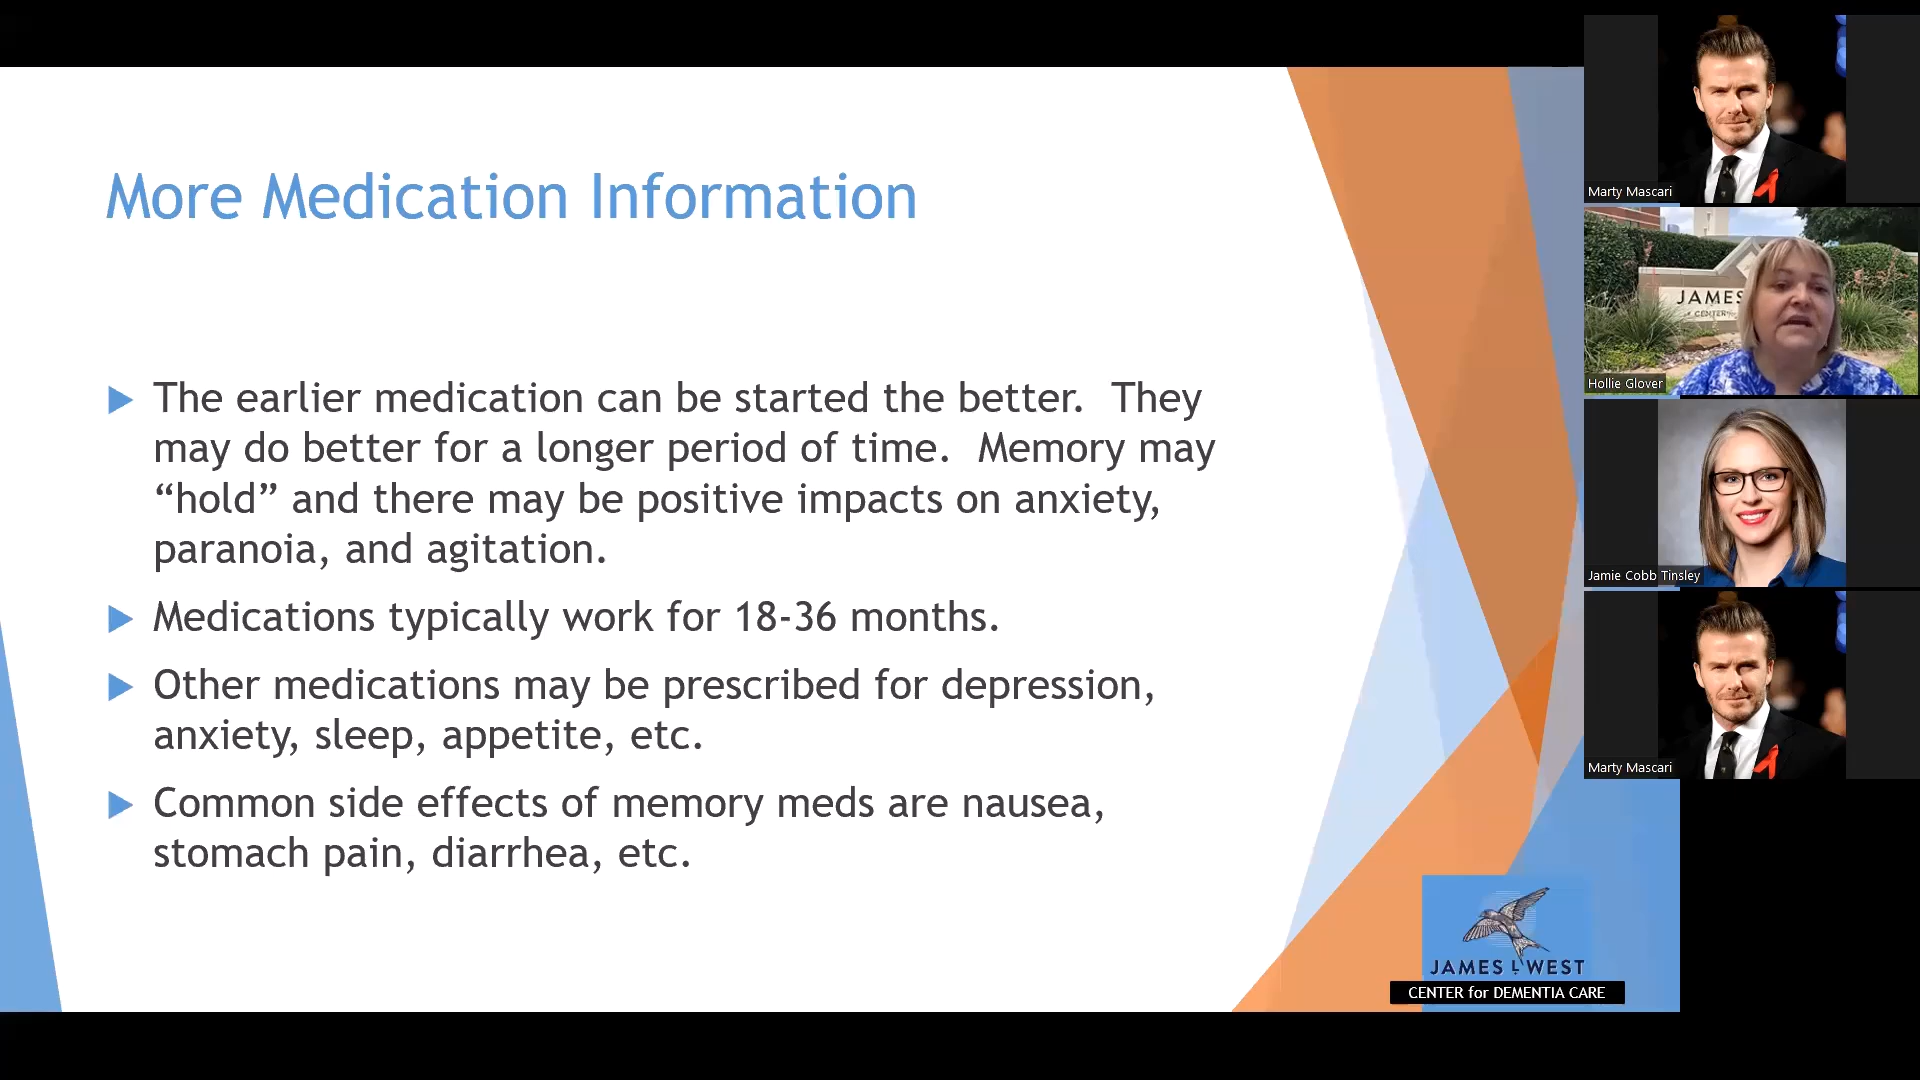 More Medication Information
The earlier medication can be started the better.  They
may do better for a longer period of time.  Memory may
“hold” and there may be positive impacts on anxiety,
paranoia, and agitation.
Medications typically work for 18-36 months.
Other medications may be prescribed for depression,
anxiety, sleep, appetite, etc.
Common side effects of memory meds are nausea,
stomach pain, diarrhea, etc.
JAMES L WEST
CENTER for DEMENTIA CARE
Marty Mascari
JAMES
CENTER
Hollie Glover
Jamie Cobb Tinsley
Marty Mascari